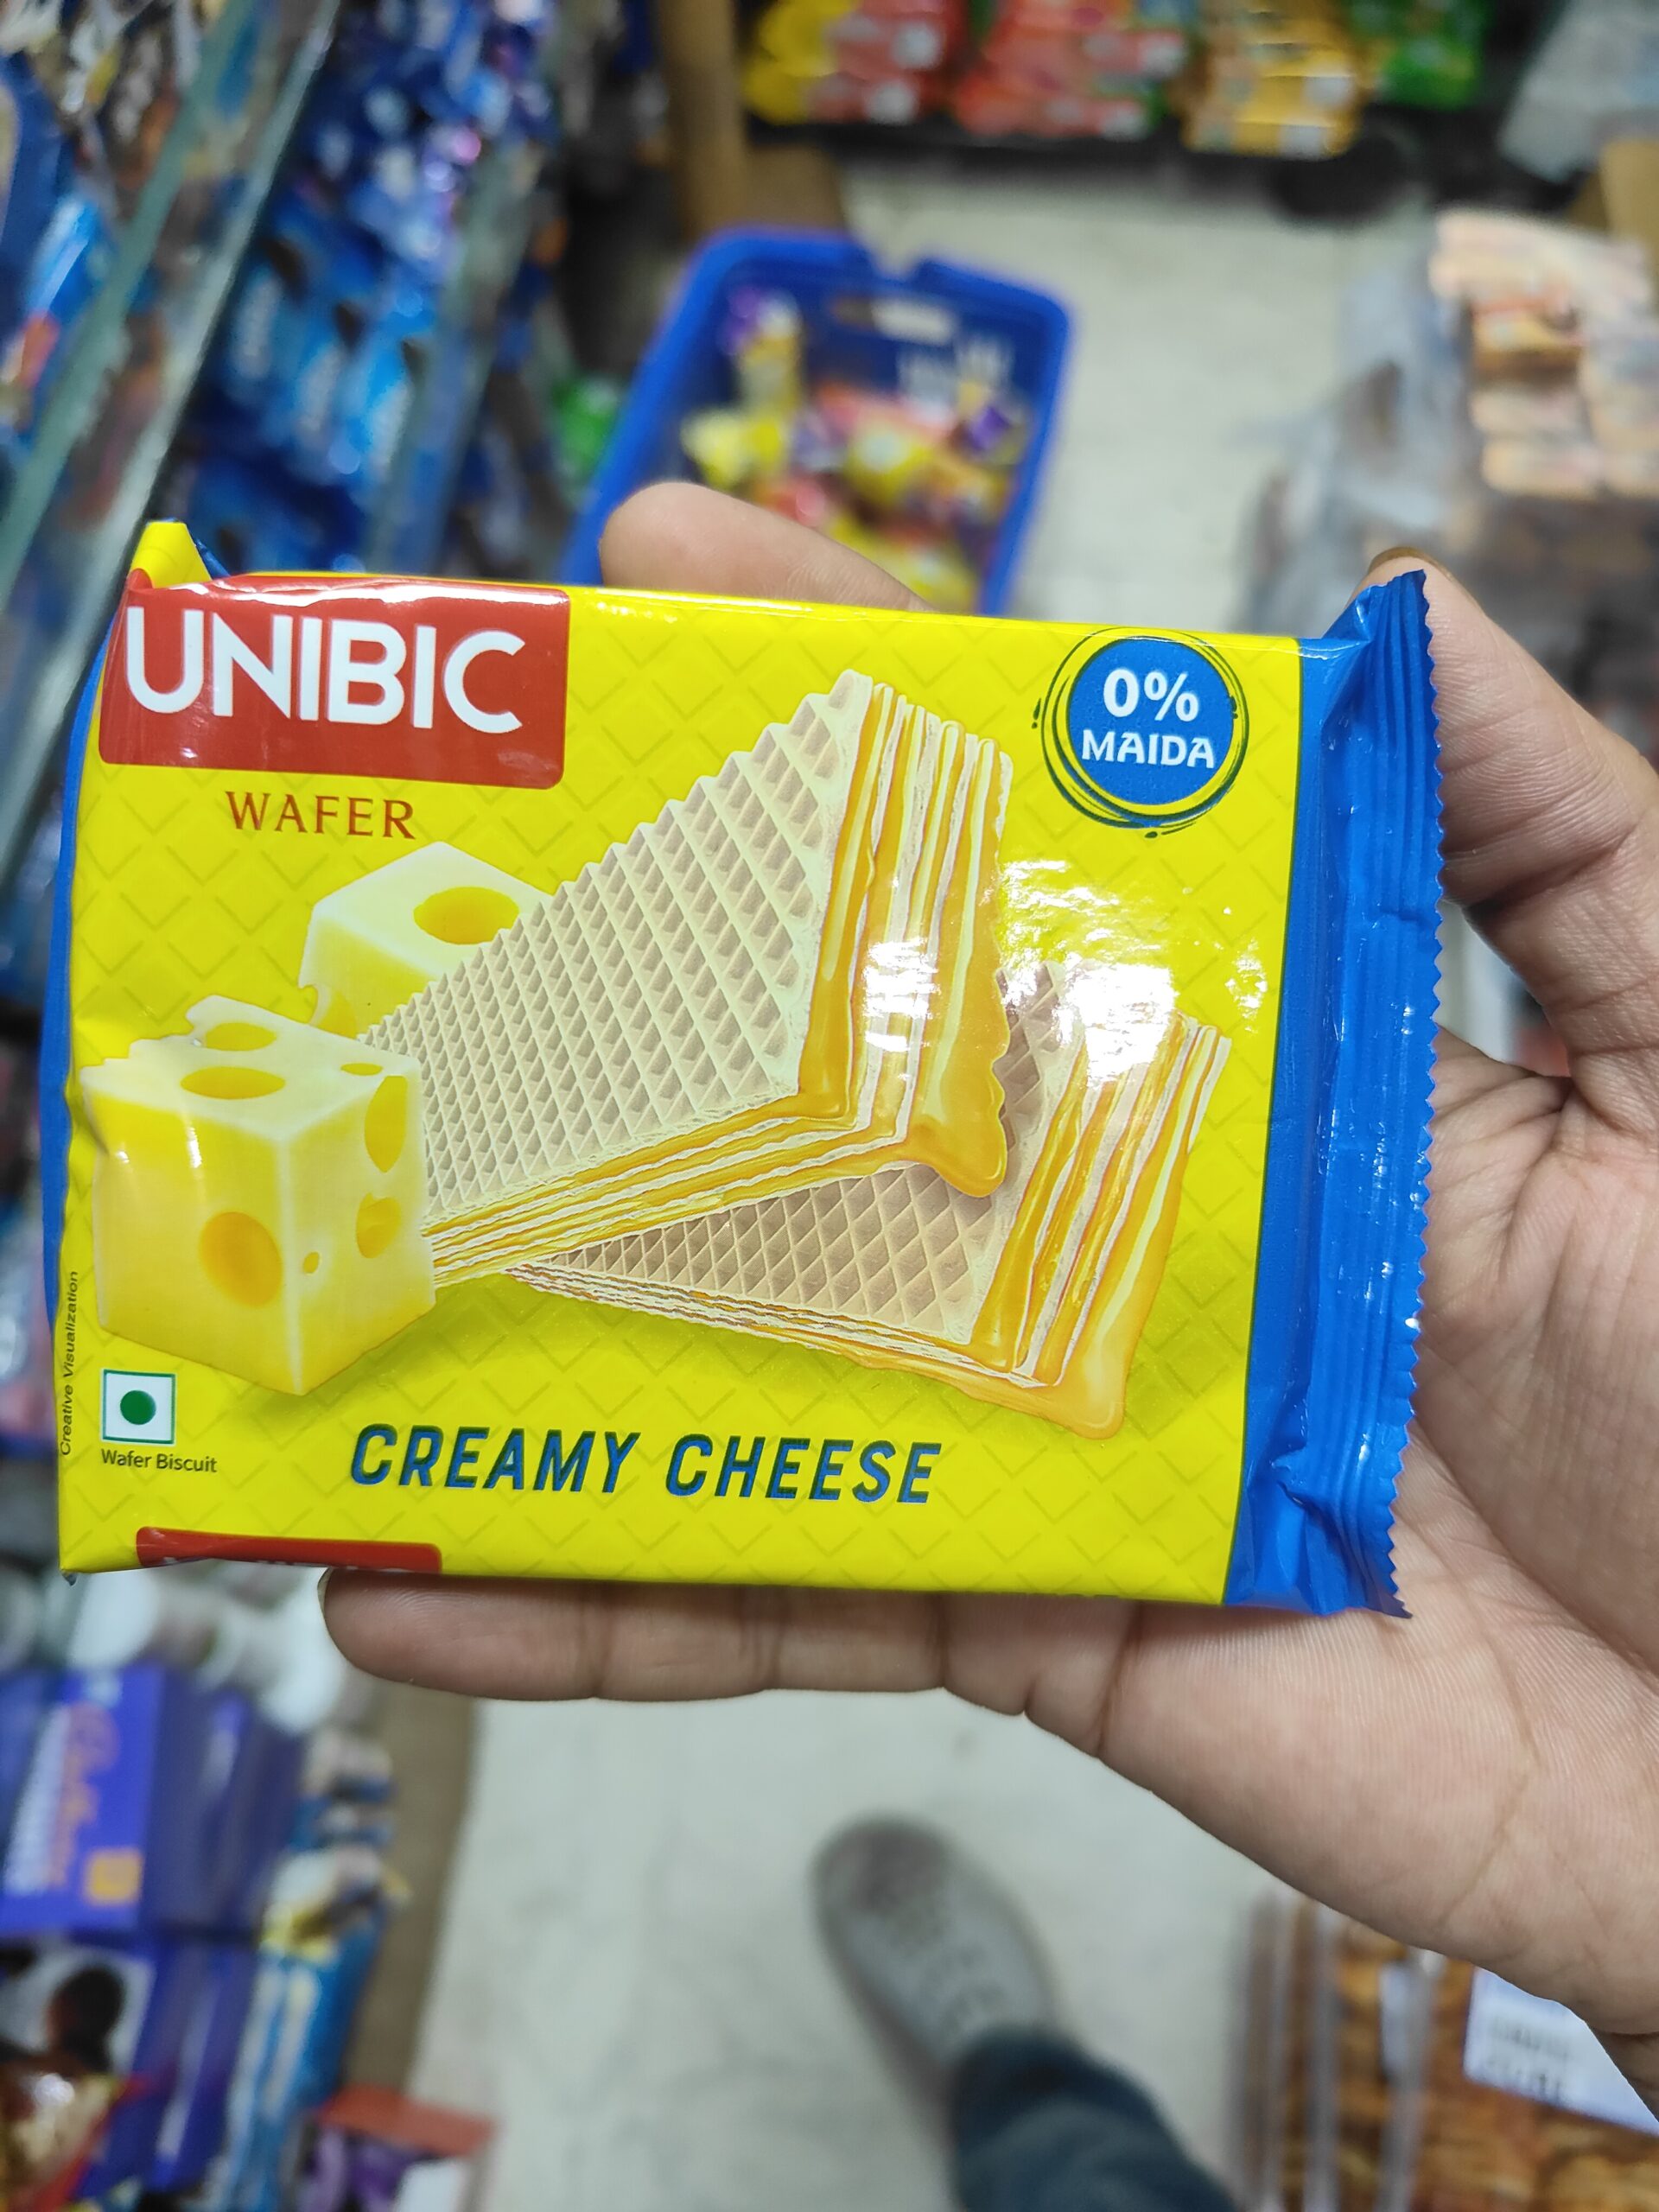 UNIBIC
WAFER
0%
MAIDA
Creative Visualization
Wafer Biscuit
CREAMY CHEESE